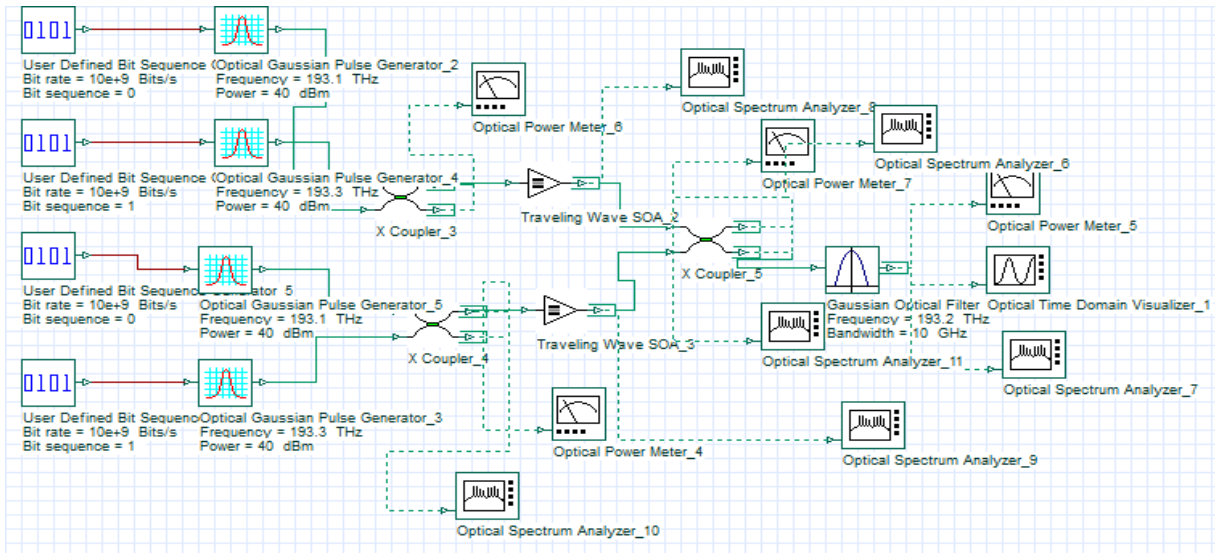 0101
User Defined Bit Sequence
Bit rate = 10e+9 Bits/s
Bit sequence = 0
Optical Gaussian Pulse Generator_2
Frequency = 193.1 THz
Power = 40 dBm
Optical Power Meter_6
Optical Spectrum Analyzer_8
0101
User Defined Bit Sequence
Bit rate = 10e+9 Bits/s
Bit sequence = 1
Optical Gaussian Pulse Generator_4
Frequency = 193.3 THz
Power = 40 dBm
X Coupler_3
Traveling Wave SOA_2
Optical Power Meter_7
Optical Spectrum Analyzer_6
Optical Power Meter_5
0101
User Defined Bit Sequence Generator_5
Bit rate = 10e+9 Bits/s
Bit sequence = 0
Optical Gaussian Pulse Generator_5
Frequency = 193.1 THz
Power = 40 dBm
X Coupler_4
Traveling Wave SOA_3
X Coupler_5
Gaussian Optical Filter
Frequency = 193.2 THz
Bandwidth = 10 GHz
Optical Time Domain Visualizer_1
Optical Spectrum Analyzer_11
Optical Spectrum Analyzer_7
0101
User Defined Bit Sequenc
Bit rate = 10e+9 Bits/s
Bit sequence = 1
Optical Gaussian Pulse Generator_3
Frequency = 193.3 THz
Power = 40 dBm
Optical Power Meter_4
Optical Spectrum Analyzer_9
Optical Spectrum Analyzer_10